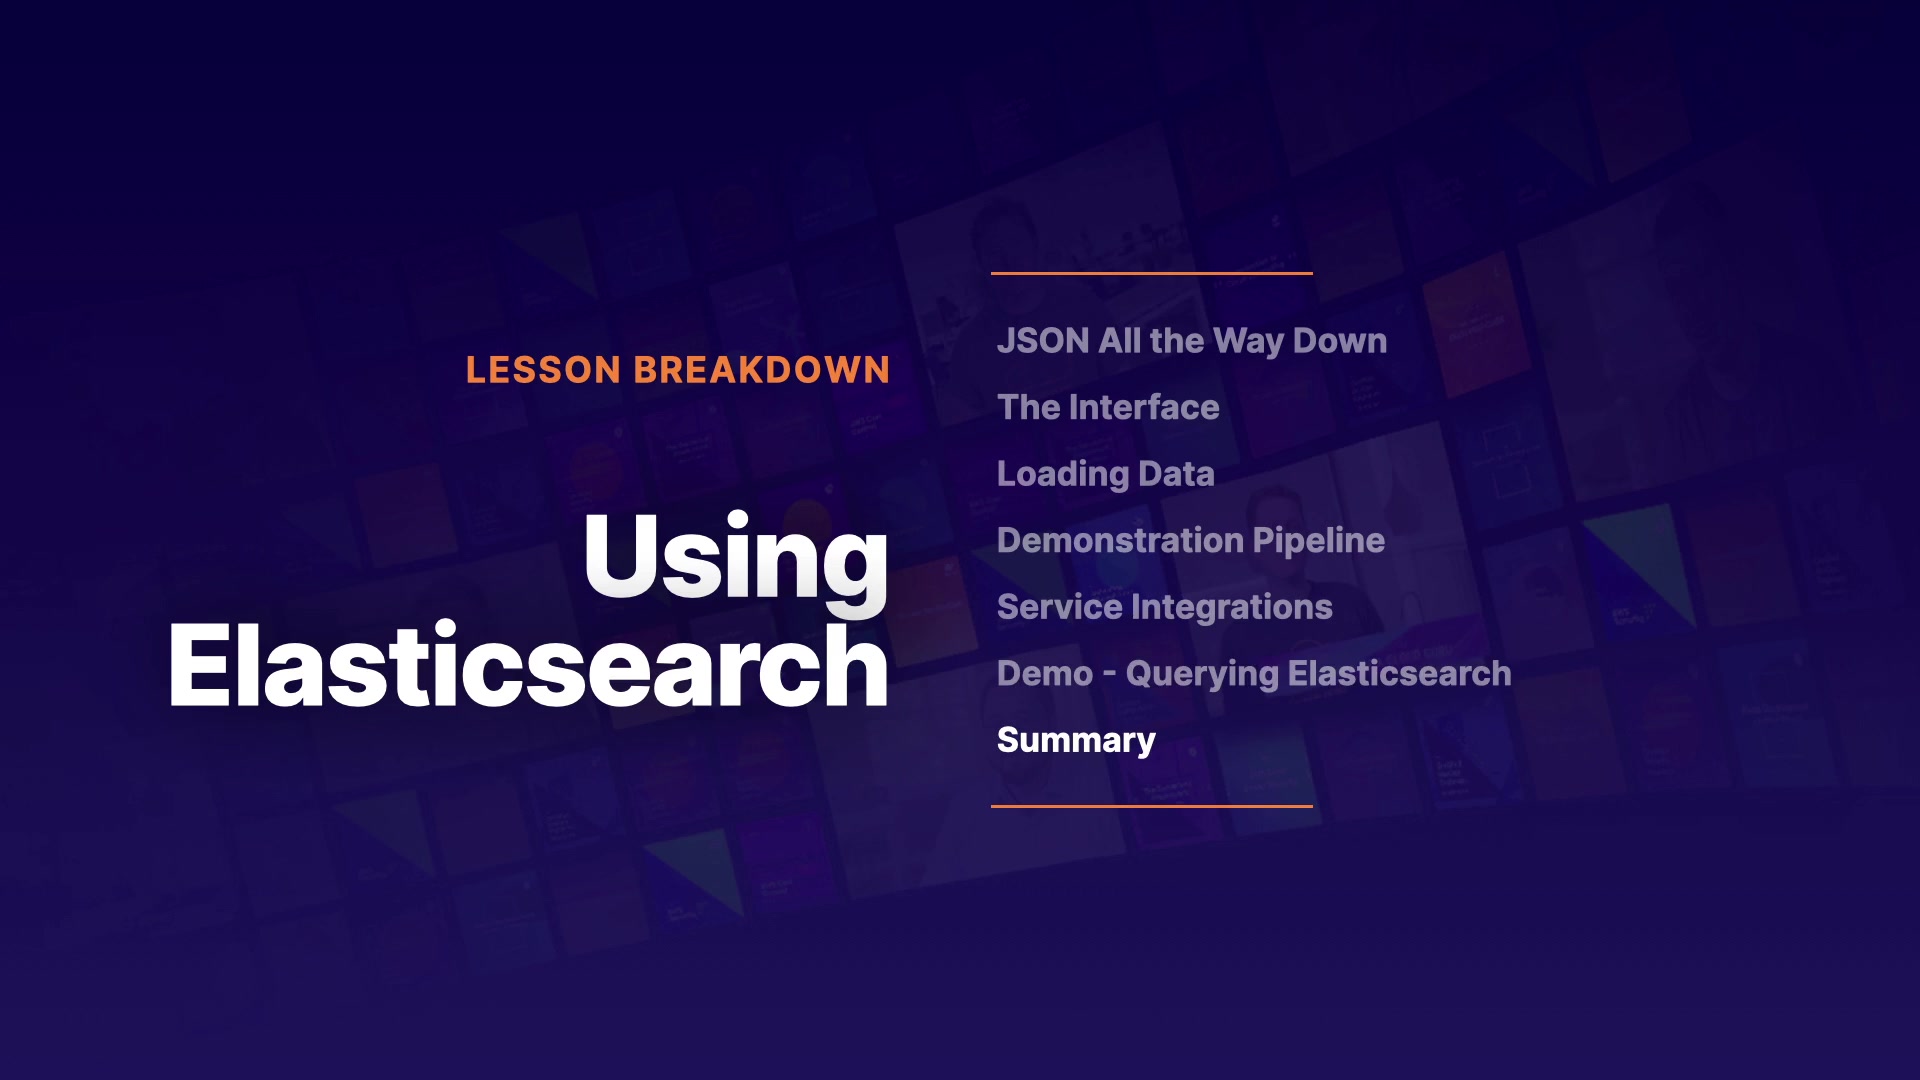 LESSON BREAKDOWN
Using
Elasticsearch
JSON All the Way Down
The Interface
Loading Data
Demonstration Pipeline
Service Integrations
Demo - Querying Elasticsearch
Summary